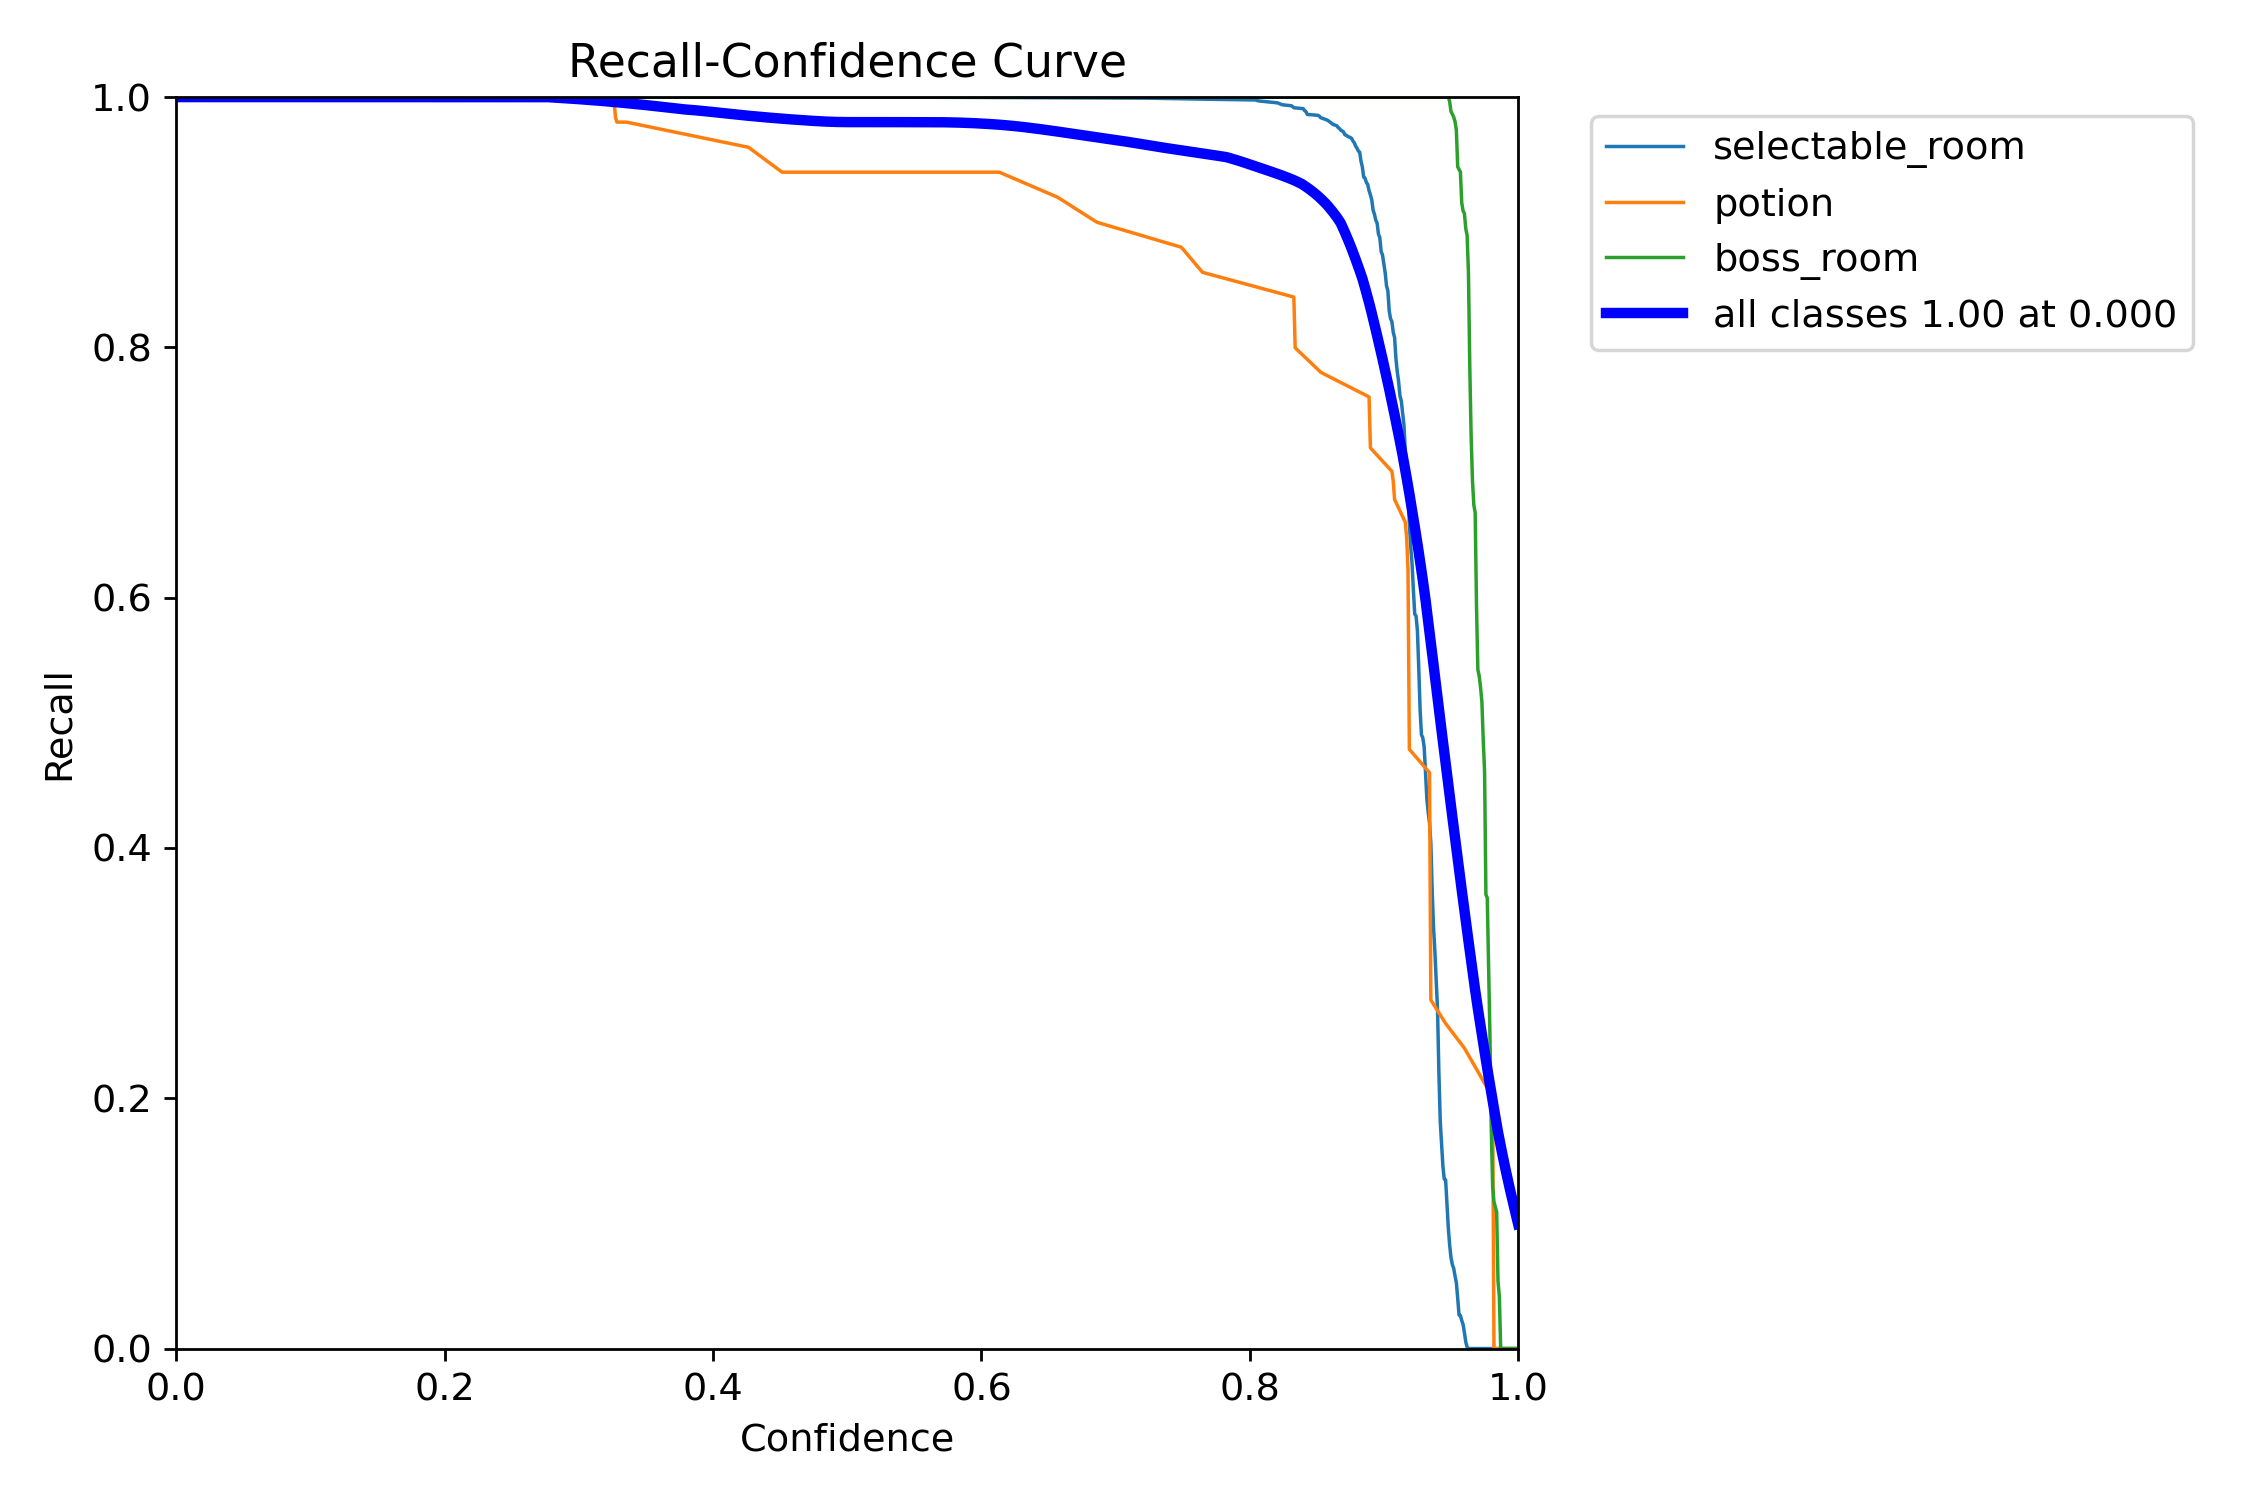 Recall-Confidence Curve
1.0
0.8
0.6
0.4
0.2
0.0
Recall
0.0 0.2 0.4 0.6 0.8 1.0
Confidence
selectable_room
potion
boss_room
all classes 1.00 at 0.000